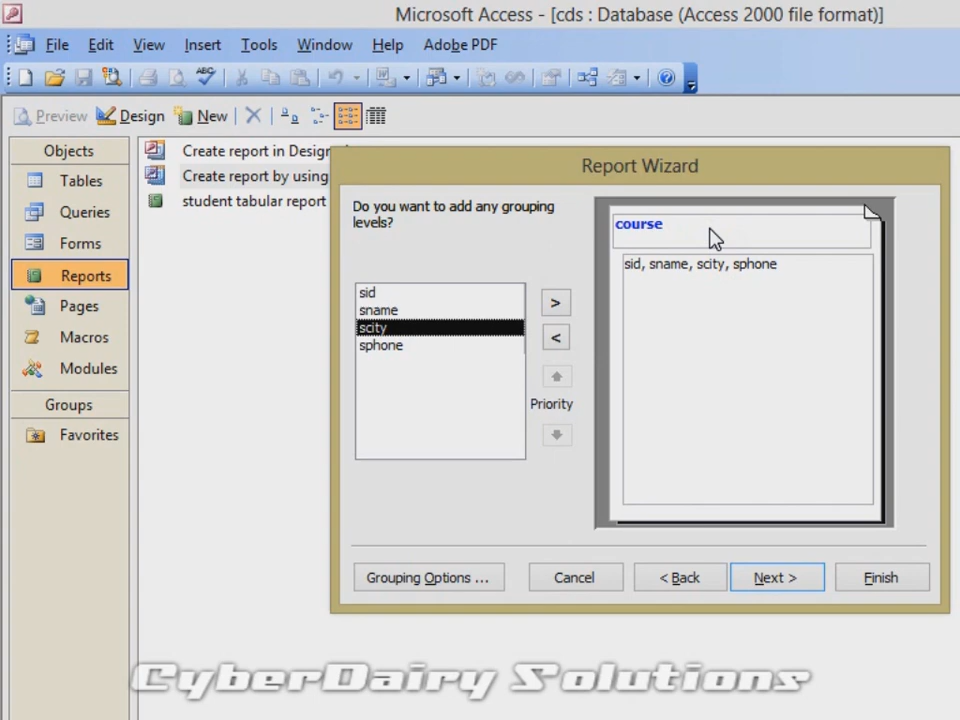 Microsoft Access - [cds : Database (Access 2000 file format)]
File Edit View Insert Tools Window Help Adobe PDF
Preview Design New
Objects
Tables
Queries
Forms
Reports
Pages
Macros
Modules
Groups
Favorites
Create report in Design
Create report by using
student tabular report
Report Wizard
Do you want to add any grouping
levels?
sid
sname
scity
sphone
>
<
Priority
course
sid, sname, scity, sphone
Grouping Options ... Cancel < Back Next > Finish
CyberDairy Solutions